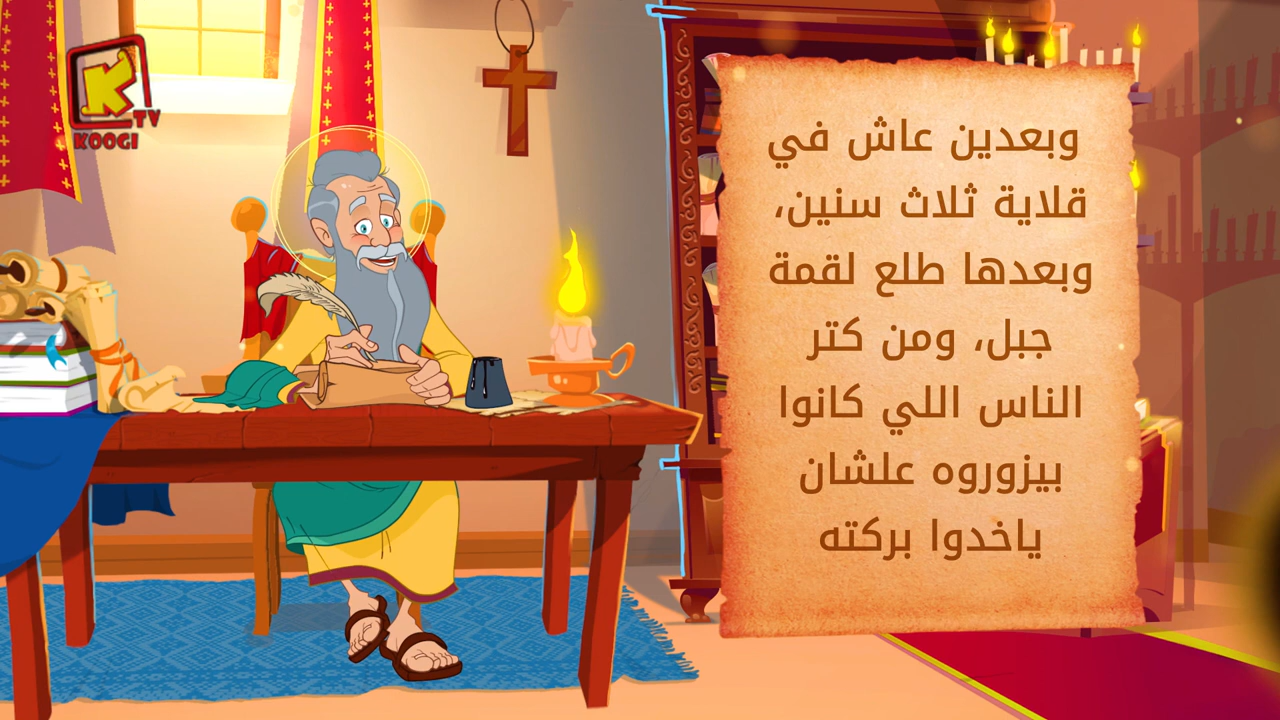 K
TV
KOOGI
وبعدين عاش في
قلاية ثلاث سنين،
وبعدها طلع لقمة
جبل، ومن كتر
الناس اللي كانوا
بيزوروه علشان
ياخدوا بركته